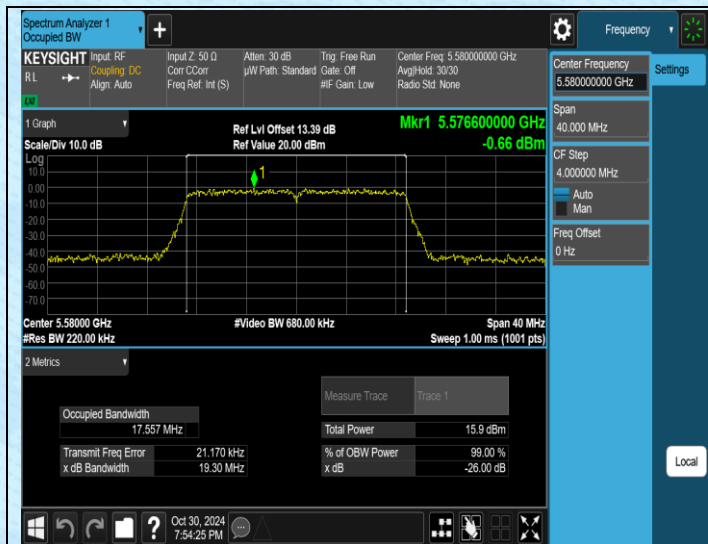 Spectrum Analyzer 1
Occupied BW
Frequency
KEYSIGHT
R L
LXI
Input: RF
Coupling: DC
Align: Auto
Input Z: 50 Ω
Corr CCorr
Freq Ref: Int (S)
Atten: 30 dB
µW Path: Standard
Trig: Free Run
Gate: Off
#IF Gain: Low
Center Freq: 5.580000000 GHz
Avg|Hold: 30/30
Radio Std: None
Center Frequency
5.580000000 GHz
Settings
Span
40.000 MHz
CF Step
4.000000 MHz
Auto
Man
Freq Offset
0 Hz
1 Graph
Scale/Div 10.0 dB
Ref Lvl Offset 13.39 dB
Ref Value 20.00 dBm
Mkr1 5.576600000 GHz
-0.66 dBm
Log
10.0
0.00
-10.0
-20.0
-30.0
-40.0
-50.0
-60.0
-70.0
1
Center 5.58000 GHz
#Res BW 220.00 kHz
#Video BW 680.00 kHz
Span 40 MHz
Sweep 1.00 ms (1001 pts)
2 Metrics
Measure Trace
Trace 1
Occupied Bandwidth
17.557 MHz
Total Power 15.9 dBm
Transmit Freq Error 21.170 kHz
% of OBW Power 99.00 %
x dB Bandwidth 19.30 MHz
x dB -26.00 dB
Local
Oct 30, 2024
7:54:25 PM